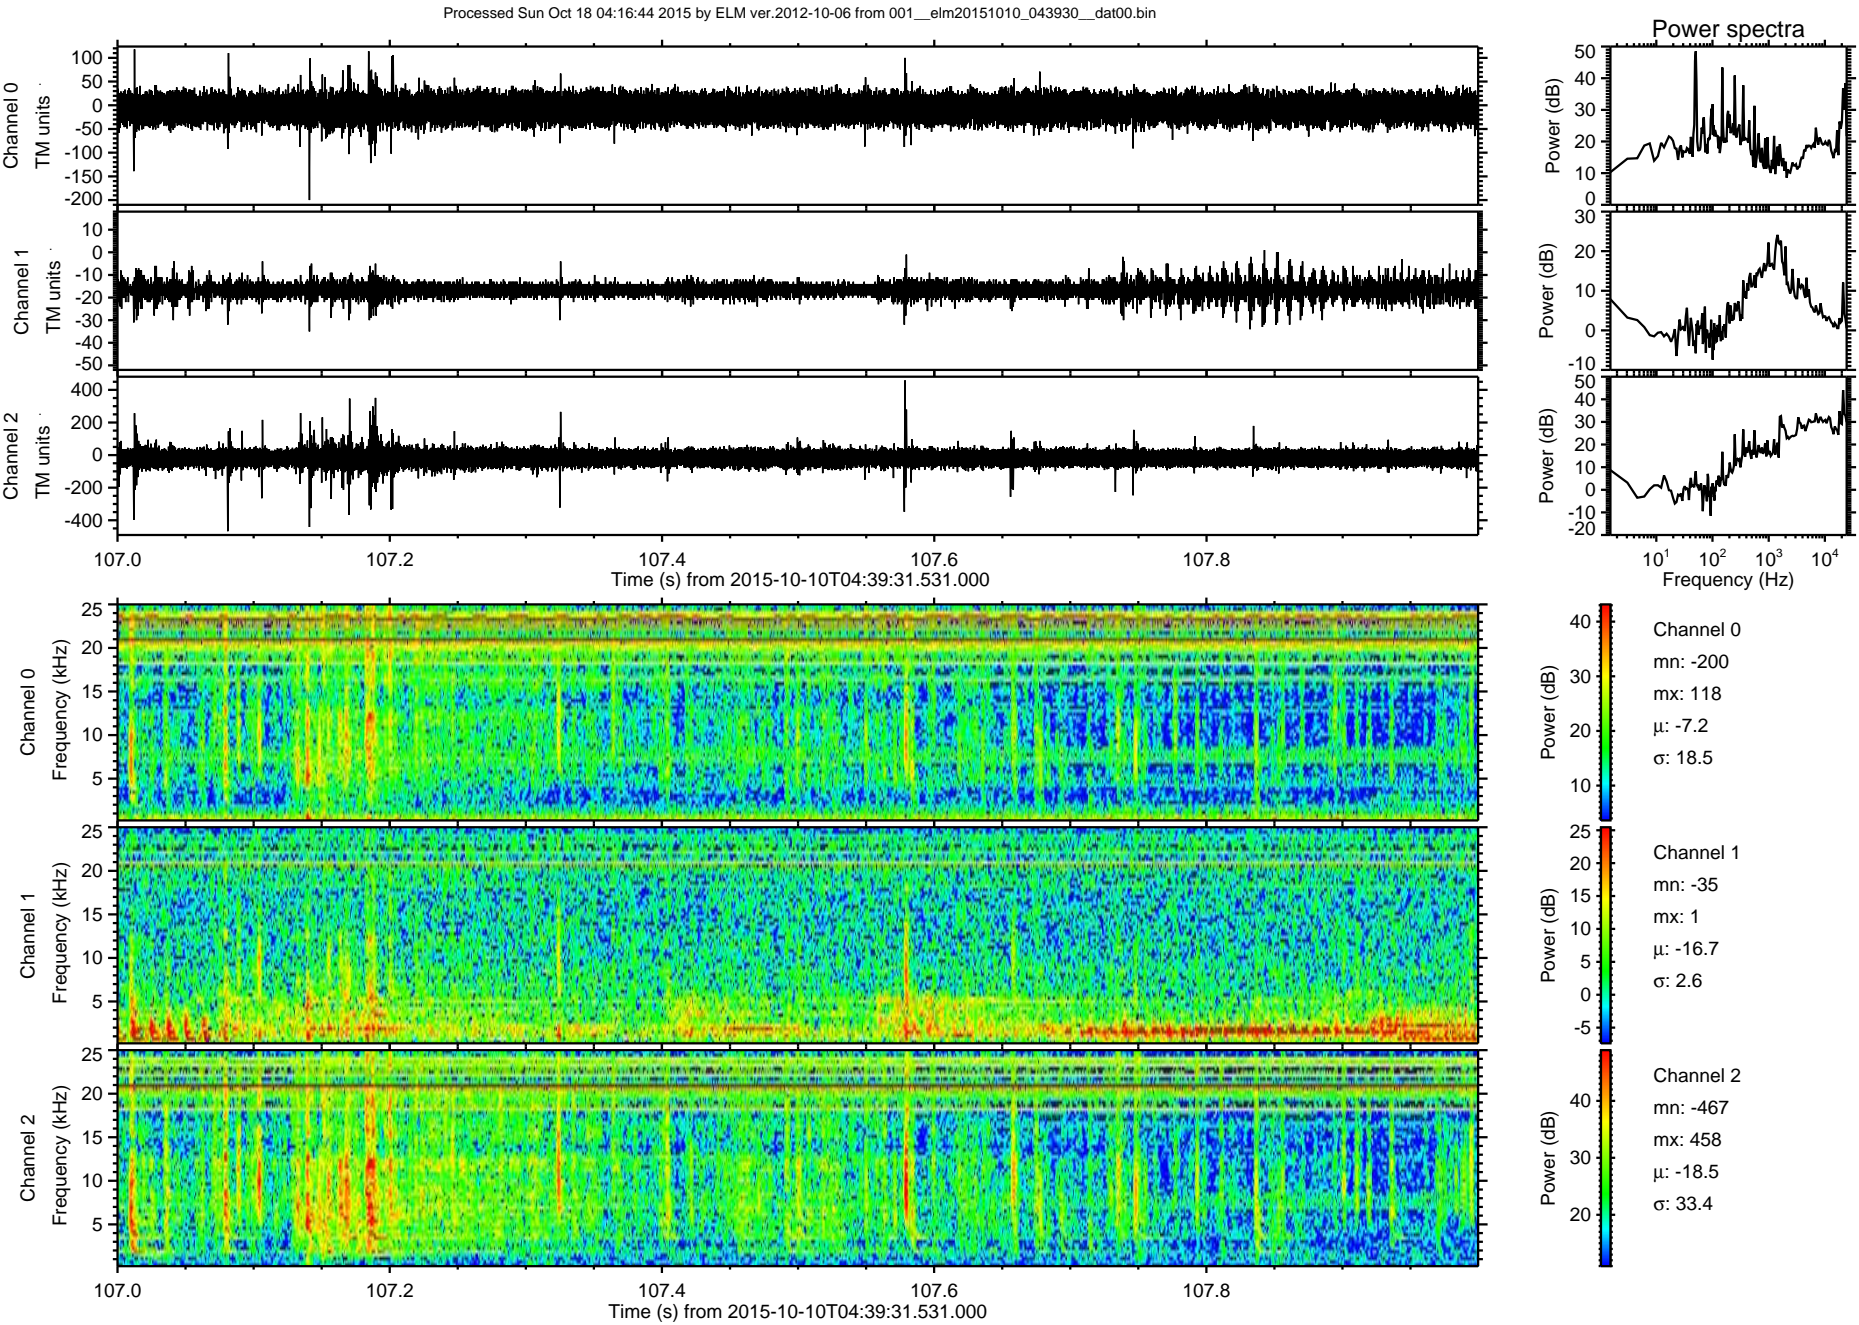 Processed Sun Oct 18 04:16:44 2015 by ELM ver.2012-10-06 from 001__elm20151010_043930__dat00.bin
Power spectra
Channel 0
TM units
100
50
0
-50
-100
-150
-200
Power (dB)
50
40
30
20
10
0
Channel 1
TM units
10
0
-10
-20
-30
-40
-50
Power (dB)
30
20
10
0
-10
Channel 2
TM units
400
200
0
-200
-400
Power (dB)
50
40
30
20
10
0
-10
-20
107.0 107.2 107.4 107.6 107.8
Time (s) from 2015-10-10T04:39:31.531.000
10^1 10^2 10^3 10^4
Frequency (Hz)
Channel 0
Frequency (kHz)
25
20
15
10
5
Power (dB)
40
30
20
10
Channel 0
mn: -200
mx: 118
μ: -7.2
σ: 18.5
Channel 1
Frequency (kHz)
25
20
15
10
5
Power (dB)
25
20
15
10
5
0
-5
Channel 1
mn: -35
mx: 1
μ: -16.7
σ: 2.6
Channel 2
Frequency (kHz)
25
20
15
10
5
Power (dB)
40
30
20
Channel 2
mn: -467
mx: 458
μ: -18.5
σ: 33.4
107.0 107.2 107.4 107.6 107.8
Time (s) from 2015-10-10T04:39:31.531.000